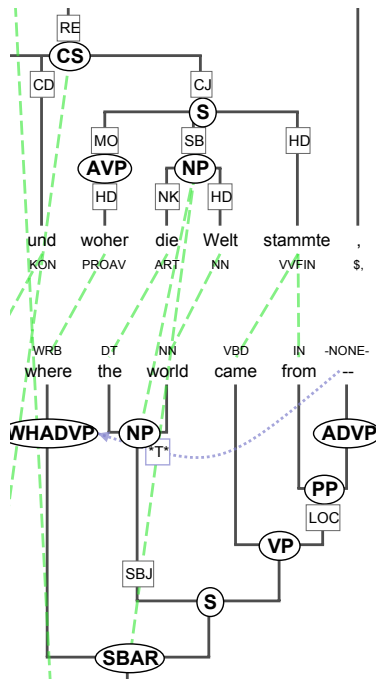 RE
CS
CD CJ
S
MO SB HD
AVP NP
HD NK HD
und woher die Welt stammte ,
KON PROAV ART NN VVFIN $,
WRB DT NN VBD IN -NONE-
where the world came from --
WHADVP NP ADVP
*T*
PP
LOC
VP
SBJ
S
SBAR